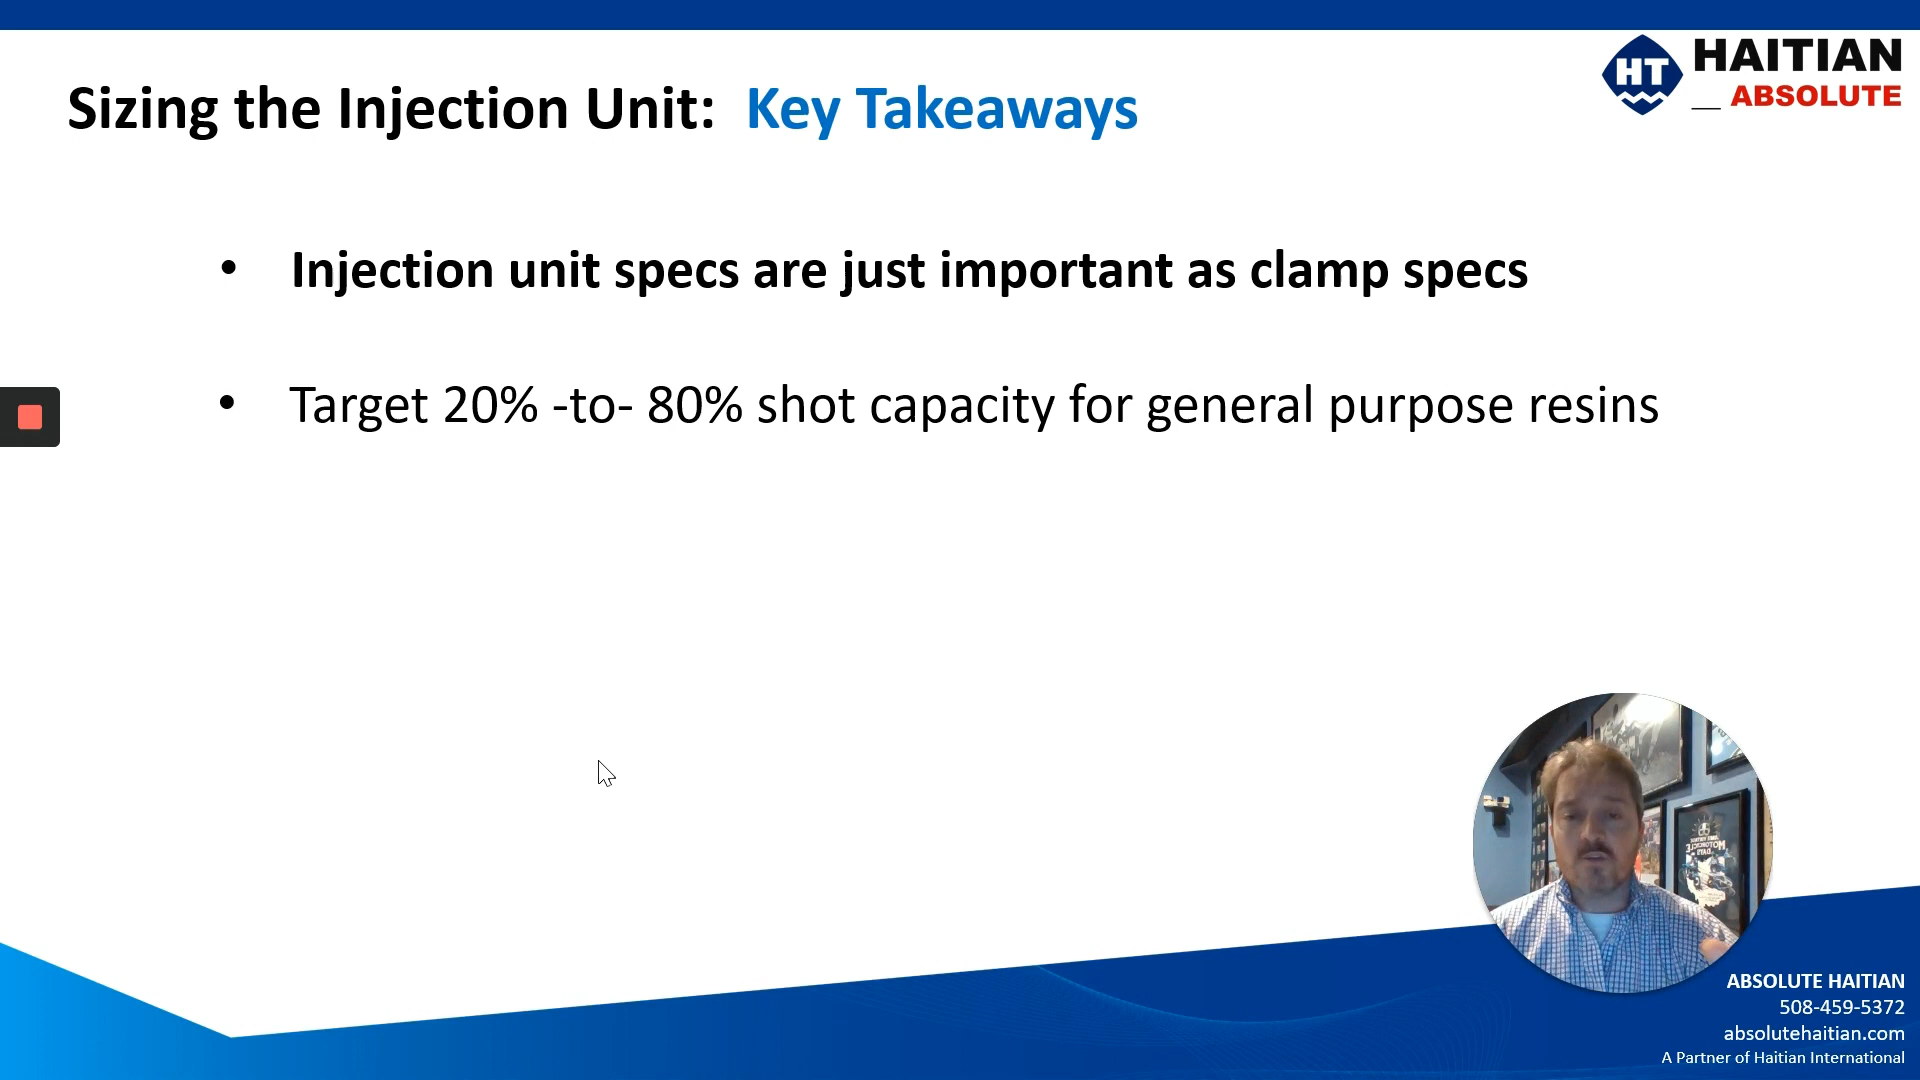 HT
HAITIAN
ABSOLUTE
Sizing the Injection Unit: Key Takeaways
• Injection unit specs are just important as clamp specs
• Target 20% -to- 80% shot capacity for general purpose resins
ABSOLUTE HAITIAN
508-459-5372
absolutehaitian.com
A Partner of Haitian International